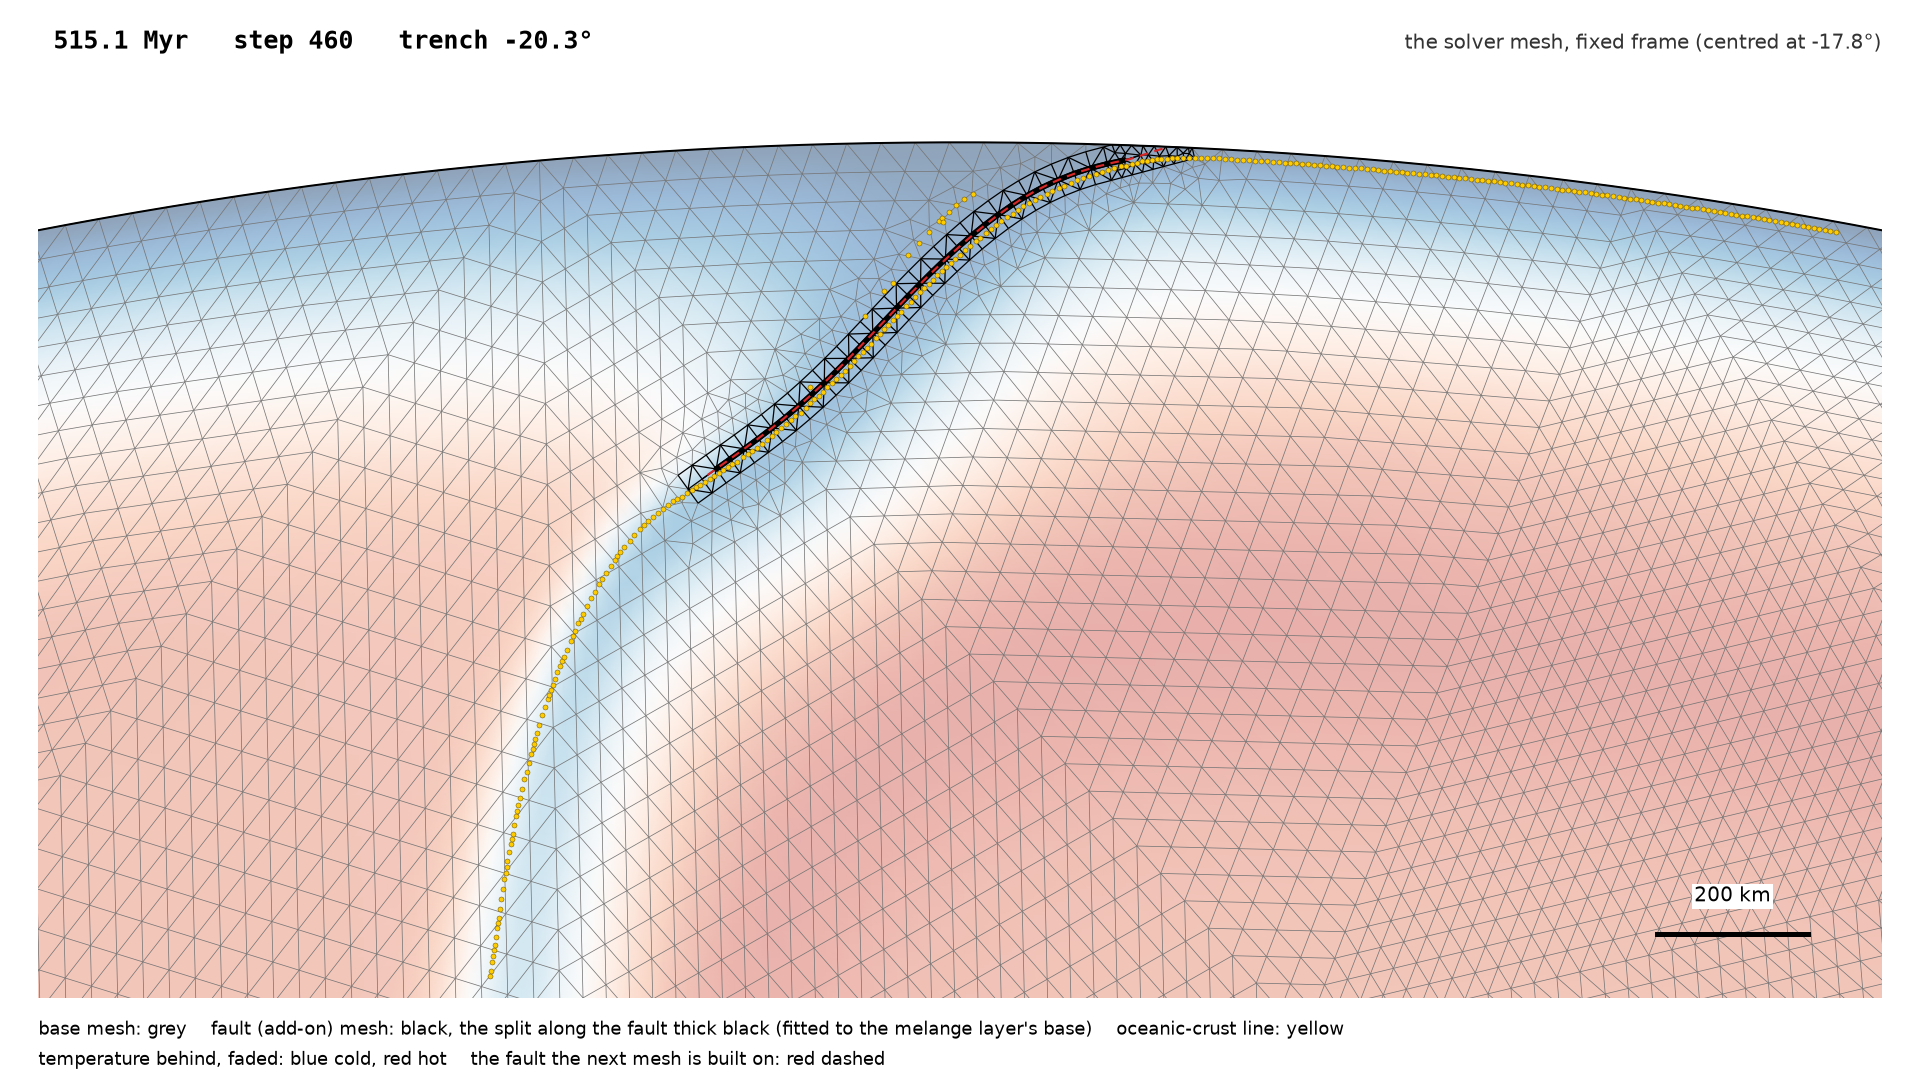 515.1 Myr   step 460   trench -20.3°
the solver mesh, fixed frame (centred at -17.8°)
200 km
base mesh: grey    fault (add-on) mesh: black, the split along the fault thick black (fitted to the melange layer's base)    oceanic-crust line: yellow
temperature behind, faded: blue cold, red hot    the fault the next mesh is built on: red dashed